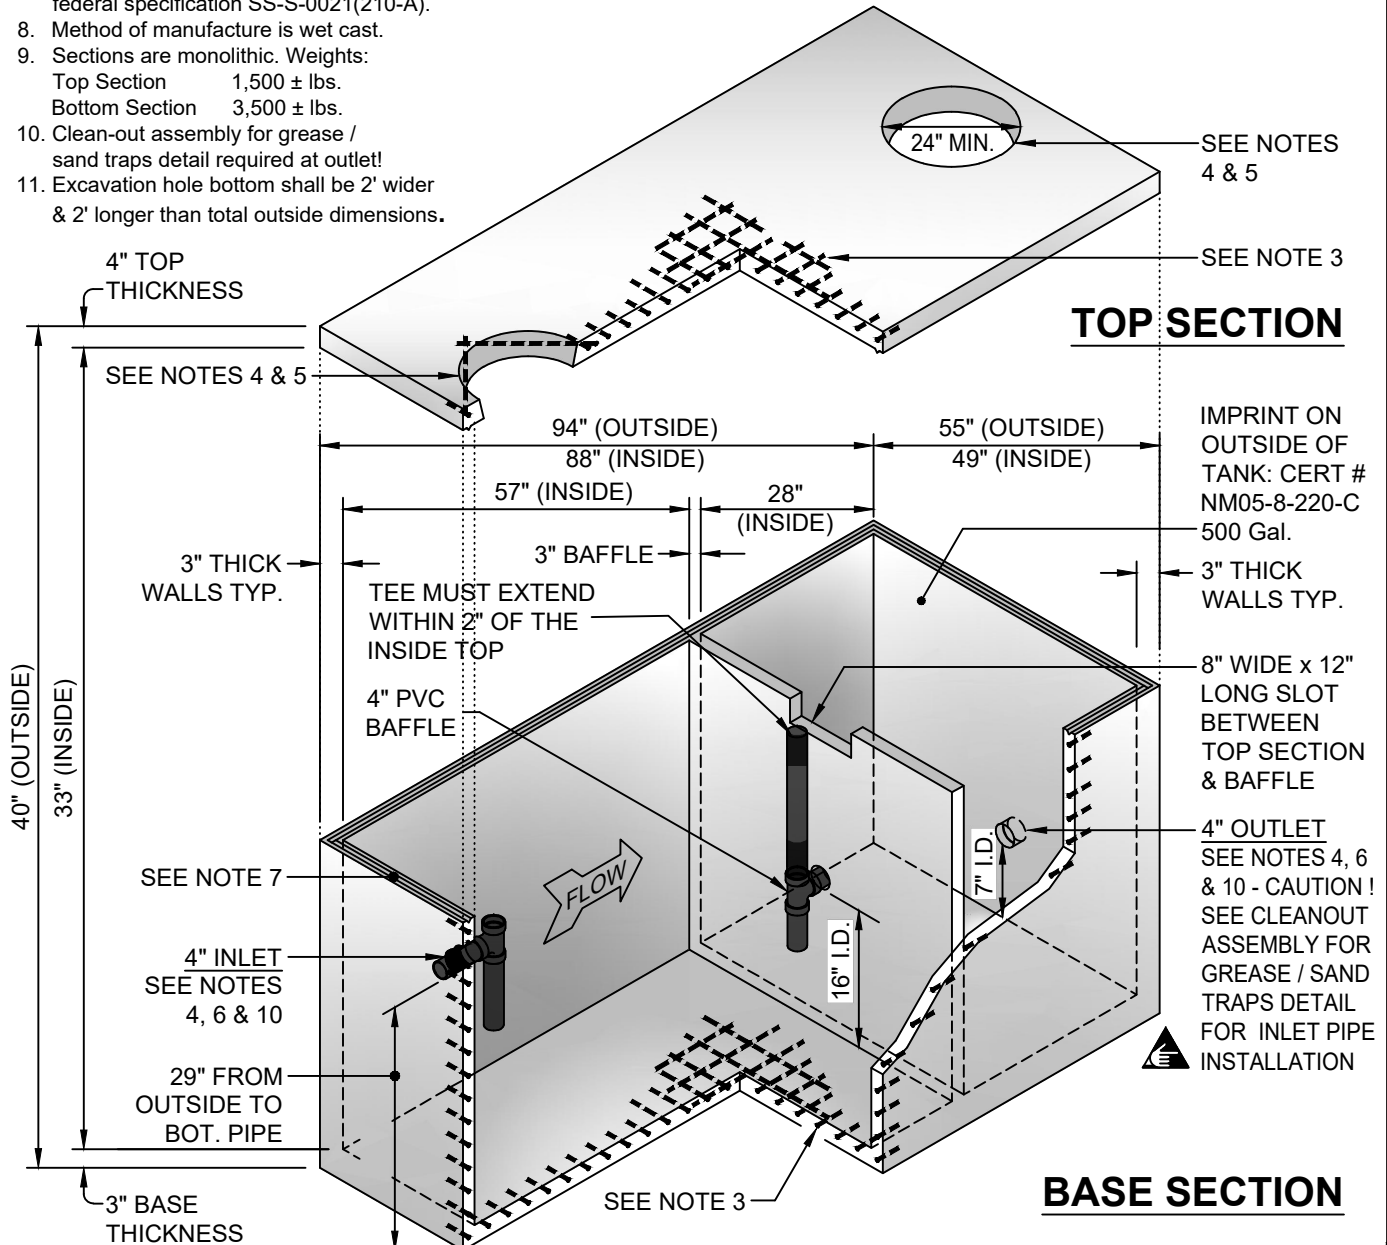 federal specification SS-S-0021(210-A).
8. Method of manufacture is wet cast.
9. Sections are monolithic. Weights:
Top Section 1,500 ± lbs.
Bottom Section 3,500 ± lbs.
10. Clean-out assembly for grease /
sand traps detail required at outlet!
11. Excavation hole bottom shall be 2' wider
& 2' longer than total outside dimensions.
24" MIN.
SEE NOTES
4 & 5
SEE NOTE 3
TOP SECTION
4" TOP
THICKNESS
SEE NOTES 4 & 5
94" (OUTSIDE)
88" (INSIDE)
55" (OUTSIDE)
49" (INSIDE)
57" (INSIDE)
28"
(INSIDE)
IMPRINT ON
OUTSIDE OF
TANK: CERT #
NM05-8-220-C
500 Gal.
3" THICK
WALLS TYP.
3" BAFFLE
3" THICK
WALLS TYP.
TEE MUST EXTEND
WITHIN 2" OF THE
INSIDE TOP
4" PVC
BAFFLE
8" WIDE x 12"
LONG SLOT
BETWEEN
TOP SECTION
& BAFFLE
40" (OUTSIDE)
33" (INSIDE)
SEE NOTE 7
FLOW
7" I.D.
16" I.D.
4" OUTLET
SEE NOTES 4, 6
& 10 - CAUTION !
SEE CLEANOUT
ASSEMBLY FOR
GREASE / SAND
TRAPS DETAIL
FOR INLET PIPE
INSTALLATION
4" INLET
SEE NOTES
4, 6 & 10
29" FROM
OUTSIDE TO
BOT. PIPE
3" BASE
THICKNESS
SEE NOTE 3
BASE SECTION